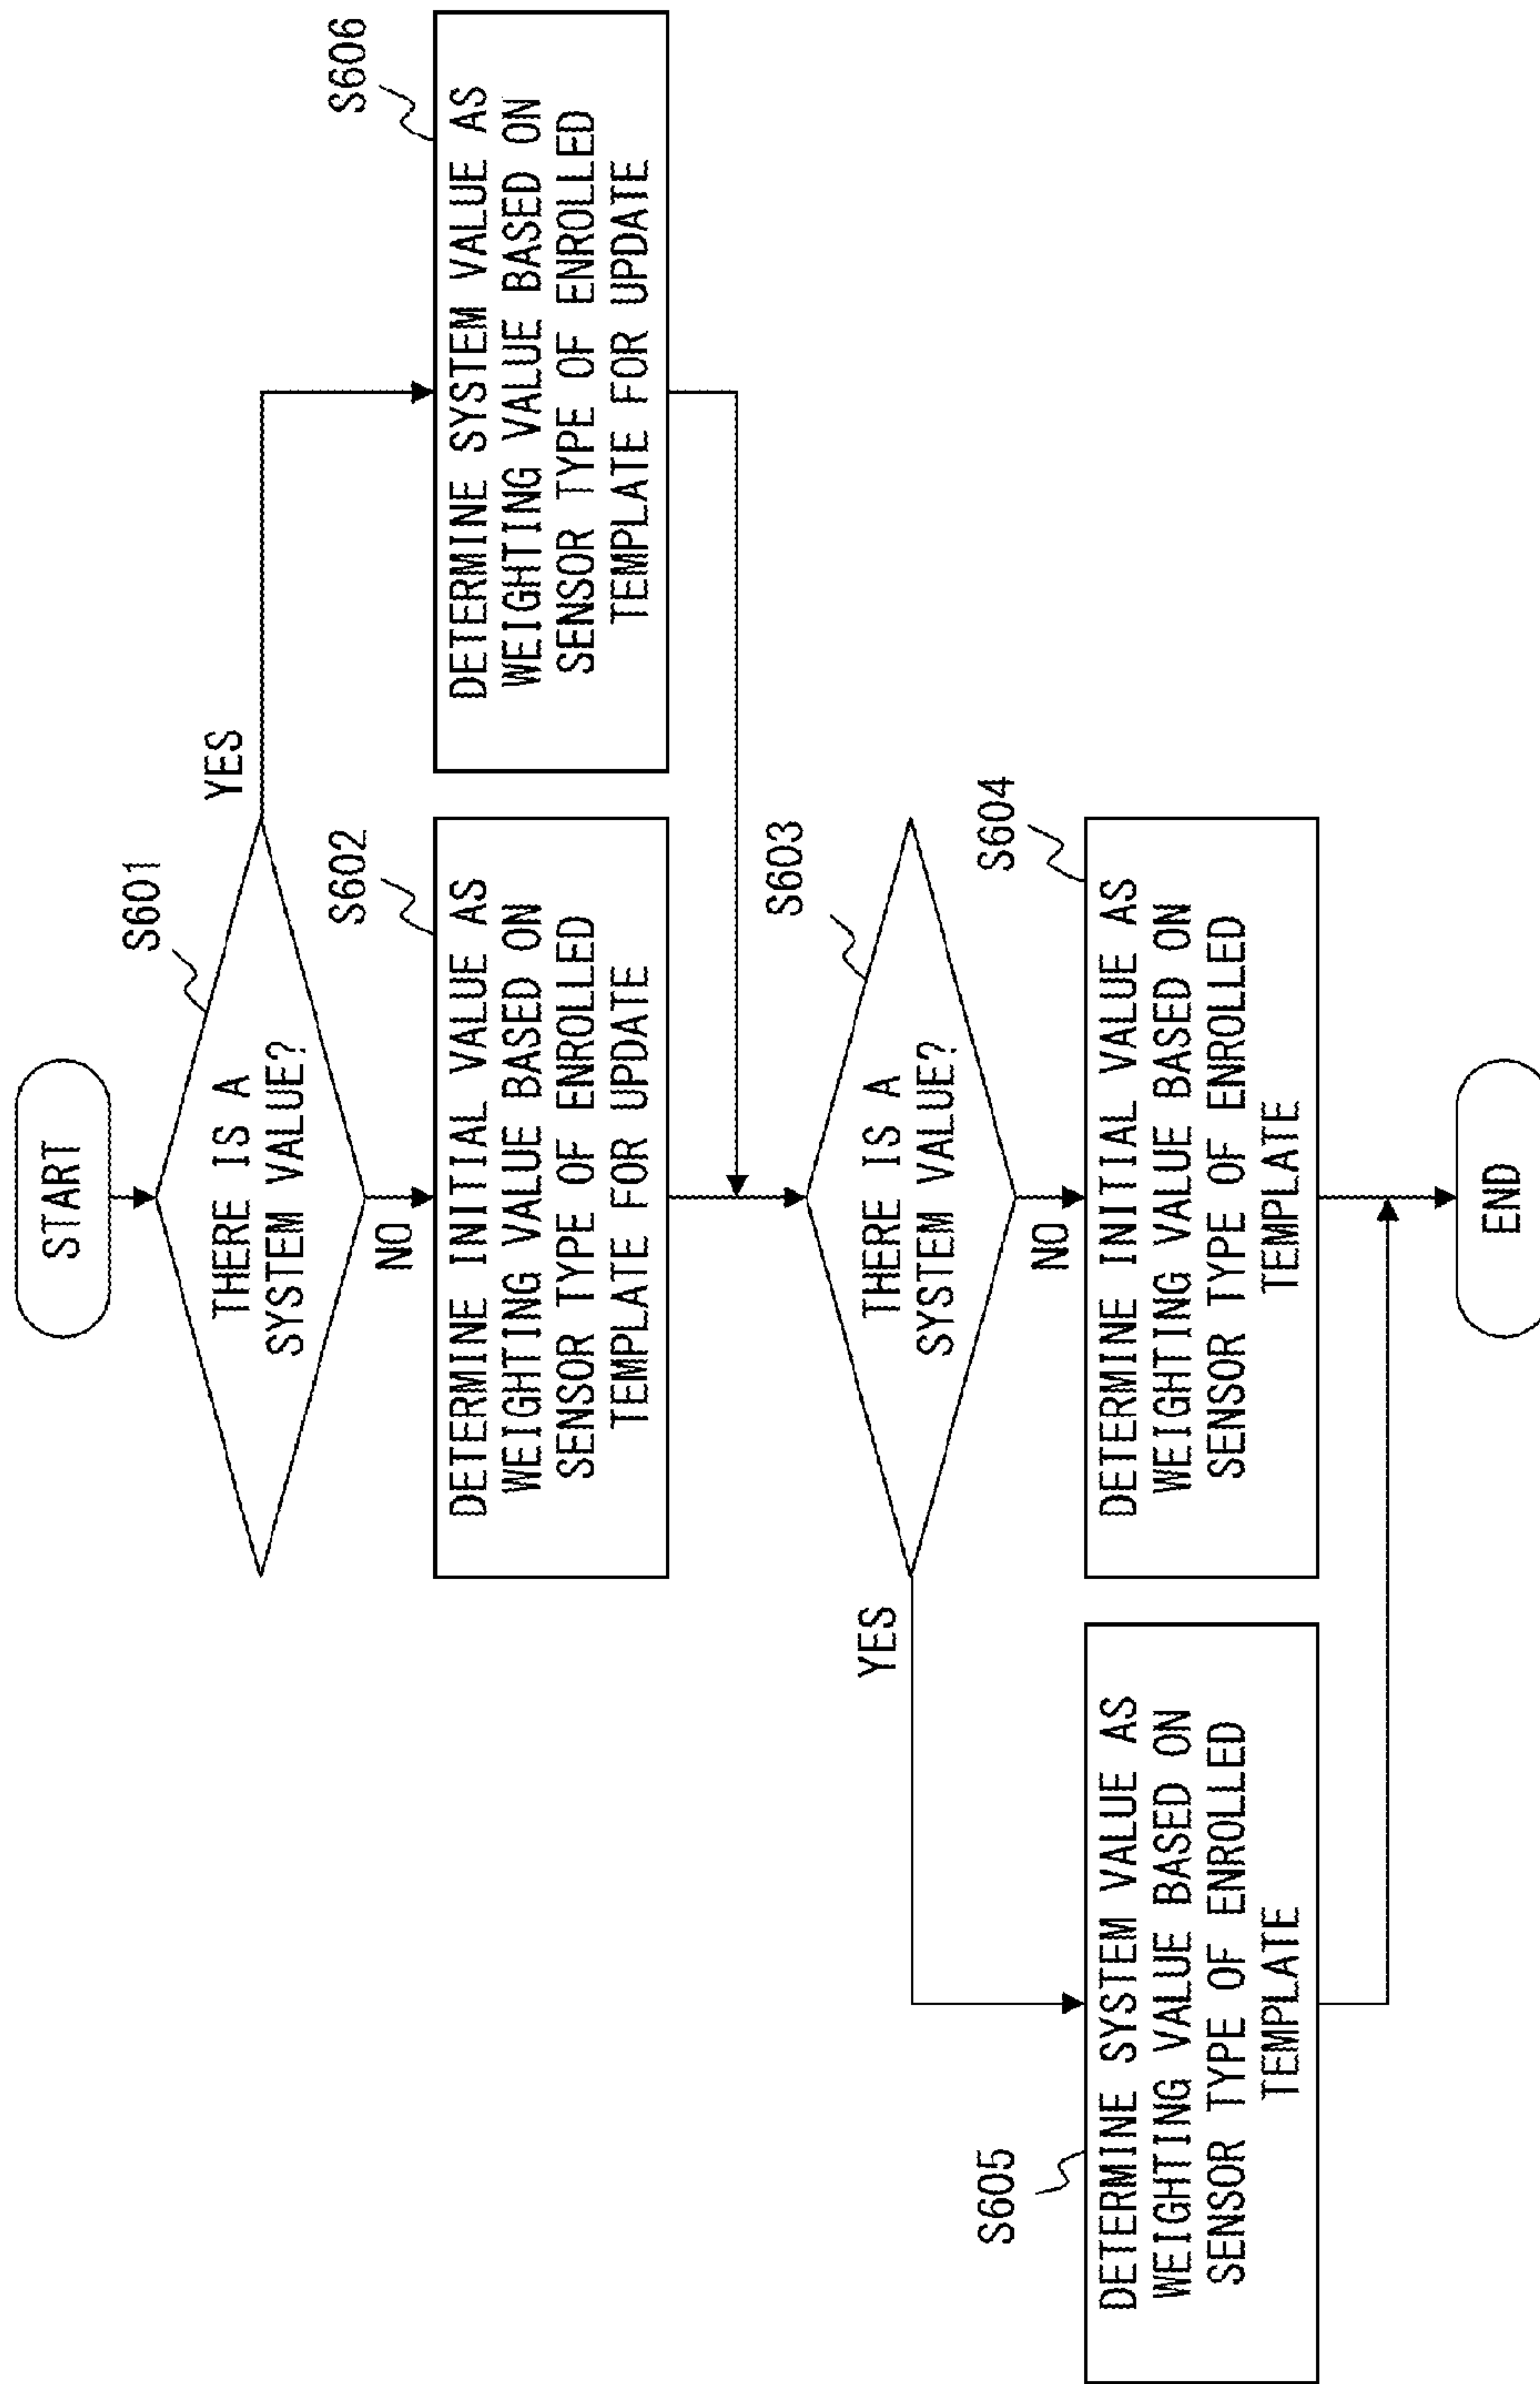 START
S601
THERE IS A
SYSTEM VALUE?
YES
NO
S602
DETERMINE INITIAL VALUE AS
WEIGHTING VALUE BASED ON
SENSOR TYPE OF ENROLLED
TEMPLATE FOR UPDATE
S606
DETERMINE SYSTEM VALUE AS
WEIGHTING VALUE BASED ON
SENSOR TYPE OF ENROLLED
TEMPLATE FOR UPDATE
S603
THERE IS A
SYSTEM VALUE?
YES
NO
S605
DETERMINE SYSTEM VALUE AS
WEIGHTING VALUE BASED ON
SENSOR TYPE OF ENROLLED
TEMPLATE
S604
DETERMINE INITIAL VALUE AS
WEIGHTING VALUE BASED ON
SENSOR TYPE OF ENROLLED
TEMPLATE
END